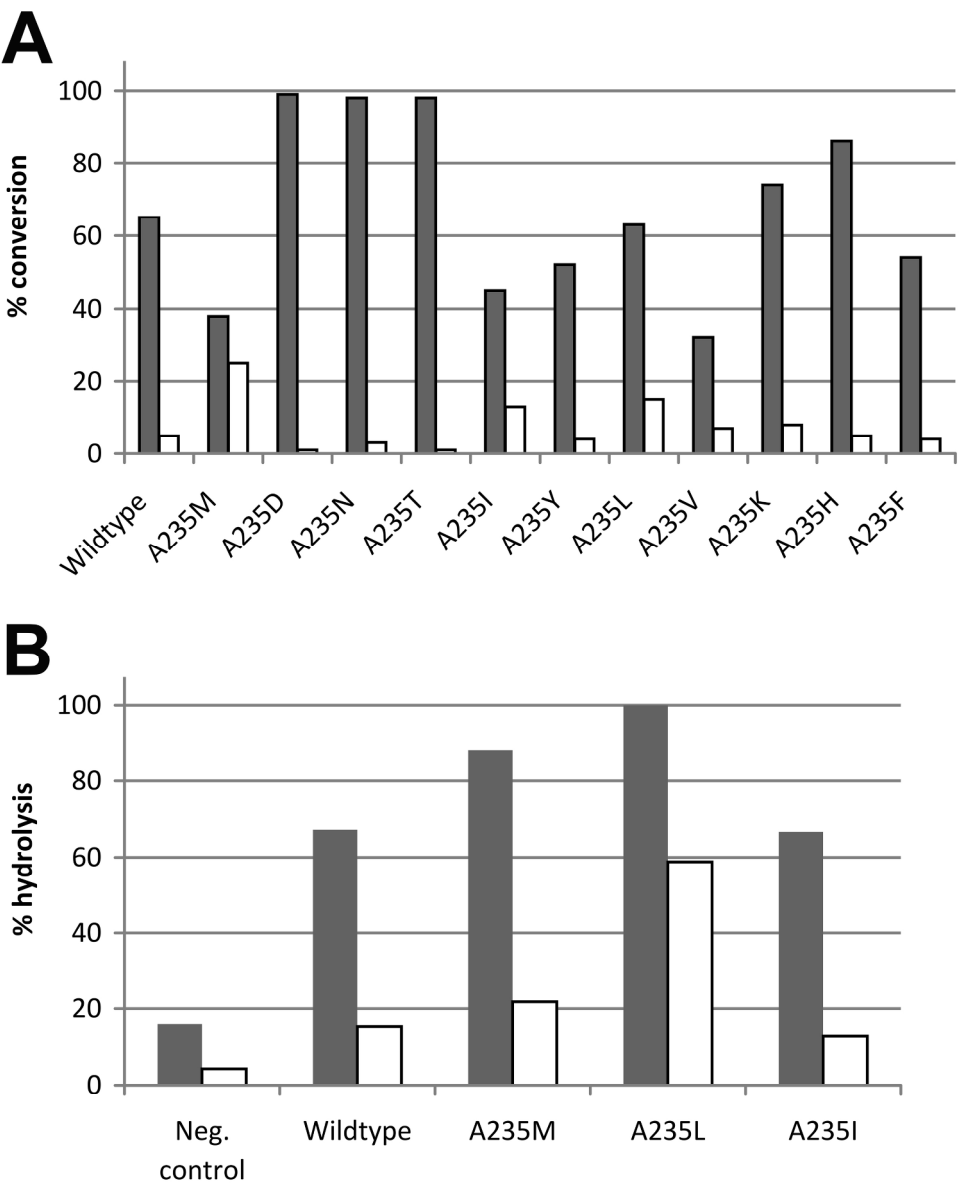 A
% conversion
100
80
60
40
20
0
Wildtype
A235M
A235D
A235N
A235T
A235I
A235Y
A235L
A235V
A235K
A235H
A235F
B
% hydrolysis
100
80
60
40
20
0
Neg.
control
Wildtype
A235M
A235L
A235I